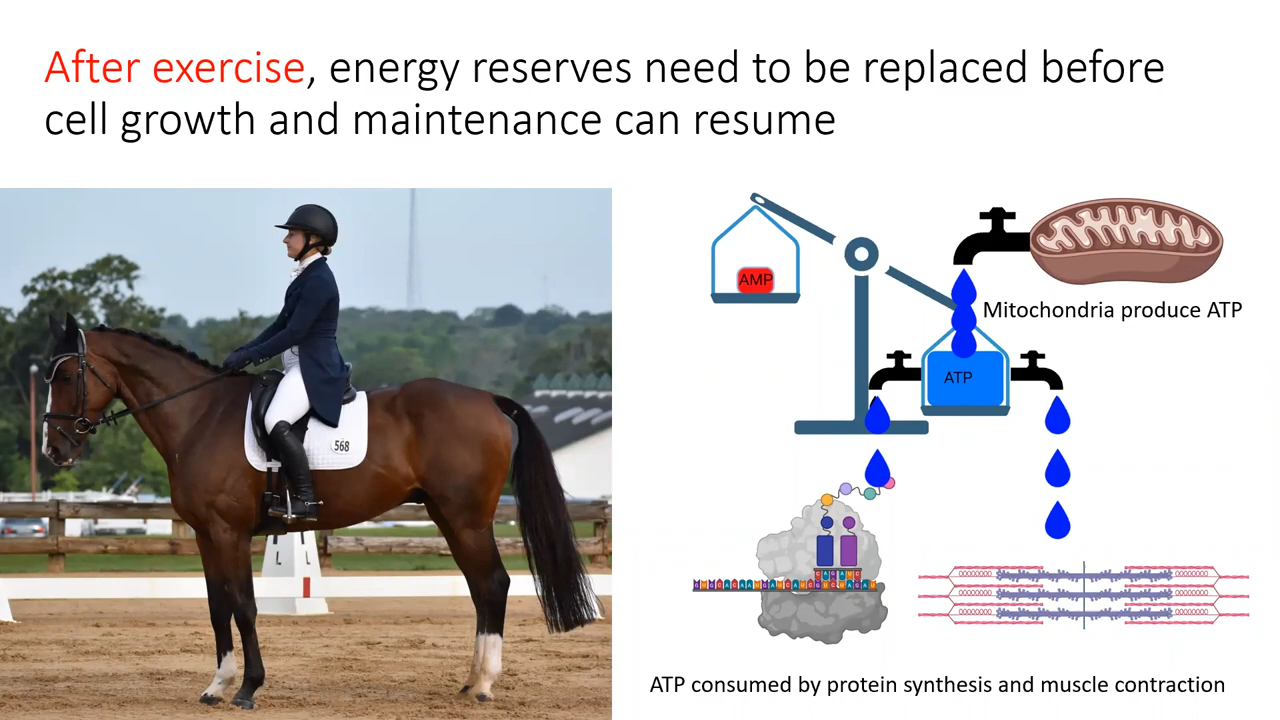 After exercise, energy reserves need to be replaced before
cell growth and maintenance can resume
AMP
Mitochondria produce ATP
ATP
568
L
L
ATP consumed by protein synthesis and muscle contraction